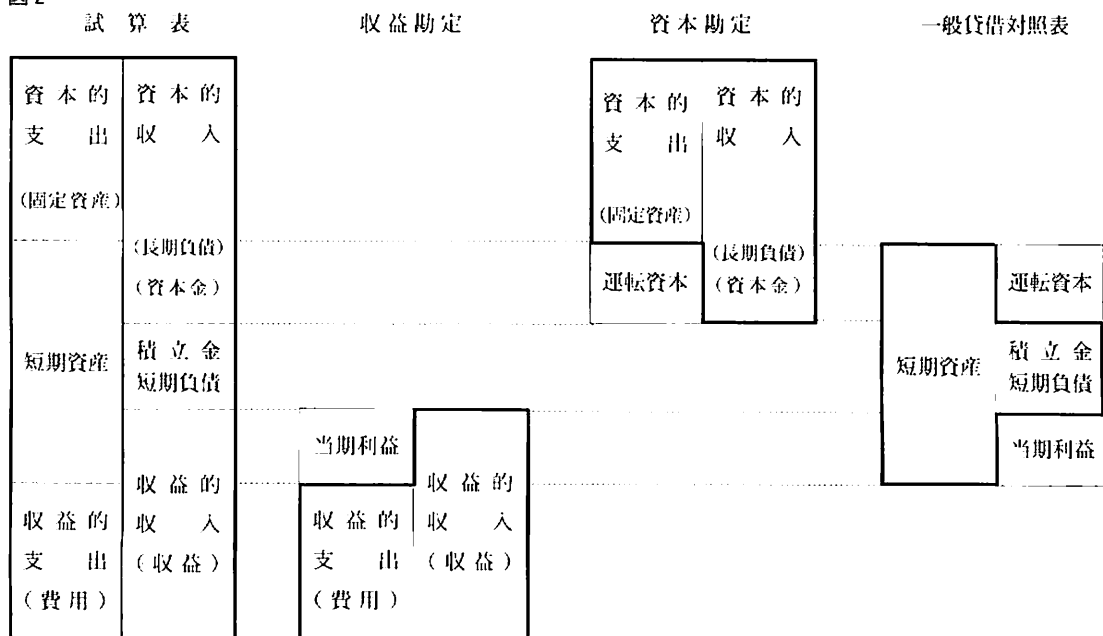 図2
試算表 収益勘定 資本勘定 一般貸借対照表
資本的
支出
(固定資産)
短期資産
収益的
支出
(費用)
資本的
収入
(長期負債)
(資本金)
積立金
短期負債
収益的
収入
(収益)
当期利益
収益的
支出
(費用)
収益的
収入
(収益)
資本的
支出
(固定資産)
運転資本
資本的
収入
(長期負債)
(資本金)
短期資産
運転資本
積立金
短期負債
当期利益